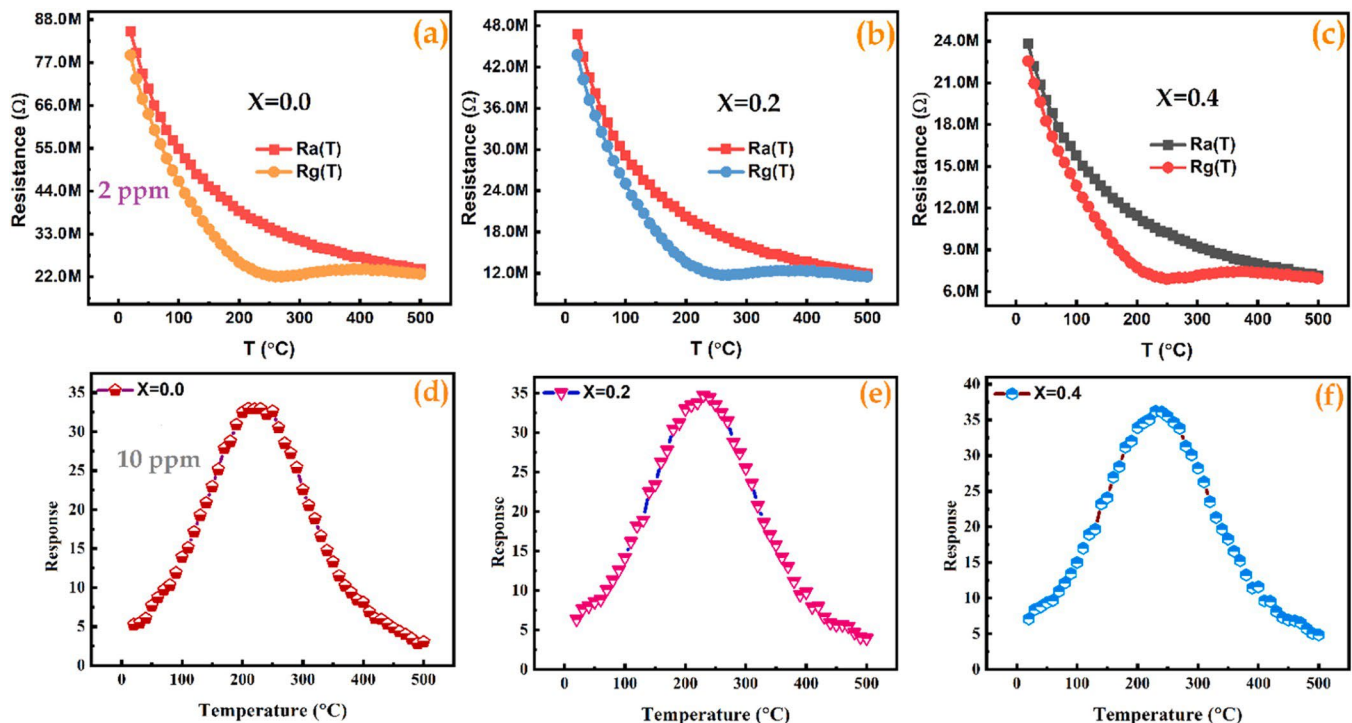 (a)
88.0M
77.0M
66.0M
55.0M
44.0M
33.0M
22.0M
Resistance (Ω)
X=0.0
Ra(T)
Rg(T)
2 ppm
0 100 200 300 400 500
T (°C)
(b)
48.0M
42.0M
36.0M
30.0M
24.0M
18.0M
12.0M
Resistance (Ω)
X=0.2
Ra(T)
Rg(T)
0 100 200 300 400 500
T (°C)
(c)
24.0M
21.0M
18.0M
15.0M
12.0M
9.0M
6.0M
Resistance (Ω)
X=0.4
Ra(T)
Rg(T)
0 100 200 300 400 500
T (°C)
(d)
X=0.0
35
30
25
20
15
10
5
0
Response
10 ppm
0 100 200 300 400 500
Temperature (°C)
(e)
X=0.2
35
30
25
20
15
10
5
0
Response
0 100 200 300 400 500
Temperature (°C)
(f)
X=0.4
40
35
30
25
20
15
10
5
0
Response
0 100 200 300 400 500
Temperature (°C)